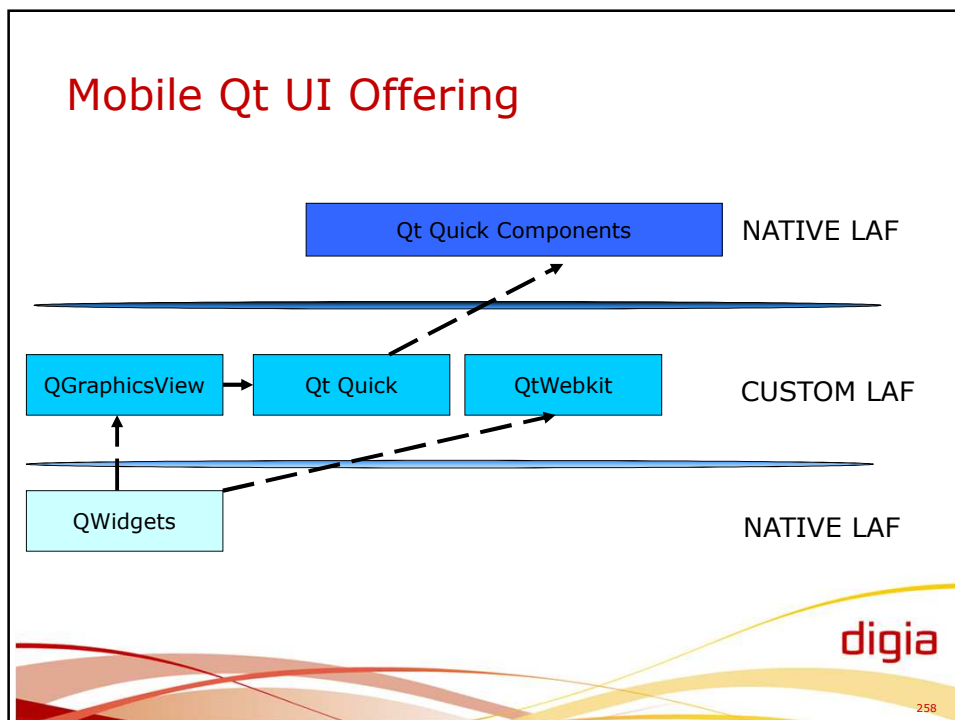 Mobile Qt UI Offering
Qt Quick Components
NATIVE LAF
QGraphicsView
Qt Quick
QtWebkit
CUSTOM LAF
QWidgets
NATIVE LAF
digia
258